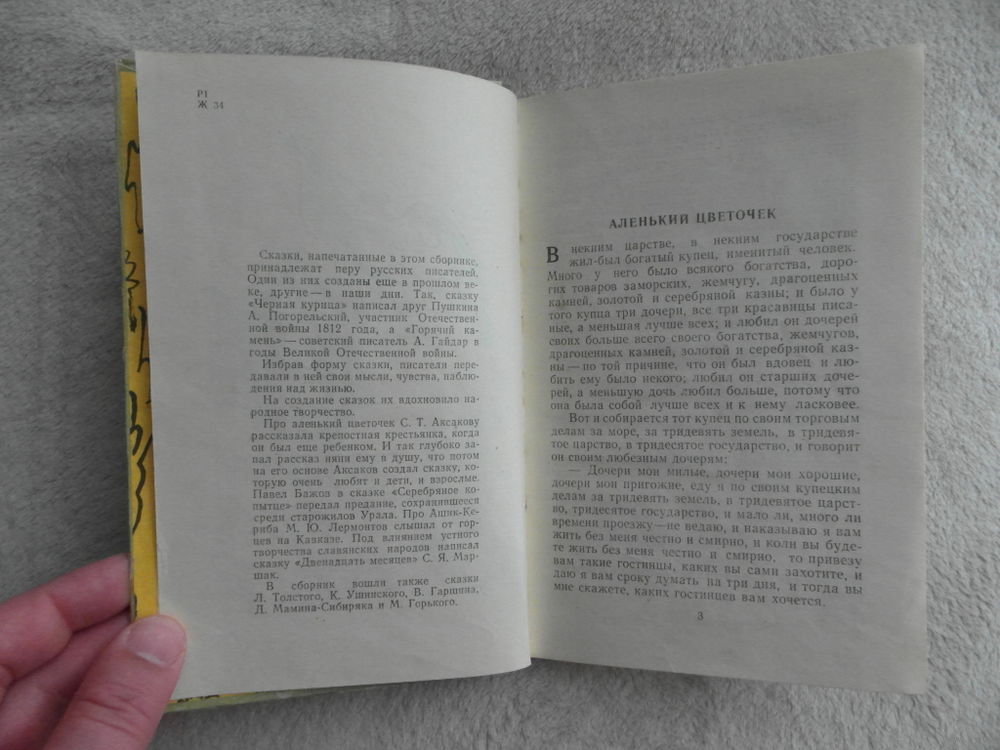 Р1
Ж 34
Сказки, напечатанные в этом сборнике,
принадлежат перу русских писателей.
Одни из них созданы еще в прошлом ве-
ке, другие — в наши дни. Так, сказку
«Черная курица» написал друг Пушкина
А. Погорельский, участник Отечествен-
ной войны 1812 года, а «Горячий ка-
мень» — советский писатель А. Гайдар в
годы Великой Отечественной войны.
Избрав форму сказки, писатели пере-
давали в ней свои мысли, чувства, наблю-
дения над жизнью.
На создание сказок их вдохновило на-
родное творчество.
Про аленький цветочек С. Т. Аксакову
рассказала крепостная крестьянка, когда
он был еще ребенком. И так глубоко за-
пал рассказ няни ему в душу, что потом
на его основе Аксаков создал сказку, ко-
торую очень любят и дети, и взрослые.
Павел Бажов в сказке «Серебряное ко-
пытце» передал предание, сохранившееся
среди старожилов Урала. Про Ашик-Ке-
риба М. Ю. Лермонтов слышал от гор-
цев на Кавказе. Под влиянием устного
творчества славянских народов написал
сказку «Двенадцать месяцев» С. Я. Мар-
шак.
В сборник вошли также сказки
Л. Толстого, К. Ушинского, В. Гаршина,
Д. Мамина-Сибиряка и М. Горького.
АЛЕНЬКИЙ ЦВЕТОЧЕК
В некиим царстве, в некиим государстве
жил-был богатый купец, именитый человек.
Много у него было всякого богатства, доро-
гих товаров заморских, жемчугу, драгоценных
камней, золотой и серебряной казны; и было у
того купца три дочери, все три красавицы писа-
ные, а меньшая лучше всех; и любил он дочерей
своих больше всего своего богатства, жемчугов,
драгоценных камней, золотой и серебряной каз-
ны — по той причине, что он был вдовец и лю-
бить ему было некого; любил он старших доче-
рей, а меньшую дочь любил больше, потому что
она была собой лучше всех и к нему ласковее.
Вот и собирается тот купец по своим торговым
делам за море, за тридевять земель, в тридевя-
тое царство, в тридесятое государство, и говорит
он своим любезным дочерям:
— Дочери мои милые, дочери мои хорошие,
дочери мои пригожие, еду я по своим купецким
делам за тридевять земель, в тридевятое царст-
во, тридесятое государство, и мало ли, много ли
времени проезжу — не ведаю, и наказываю я вам
жить без меня честно и смирно, и коли вы буде-
те жить без меня честно и смирно, то привезу
вам такие гостинцы, каких вы сами захотите, и
даю я вам сроку думать на три дня, и тогда вы
мне скажете, каких гостинцев вам хочется.
3